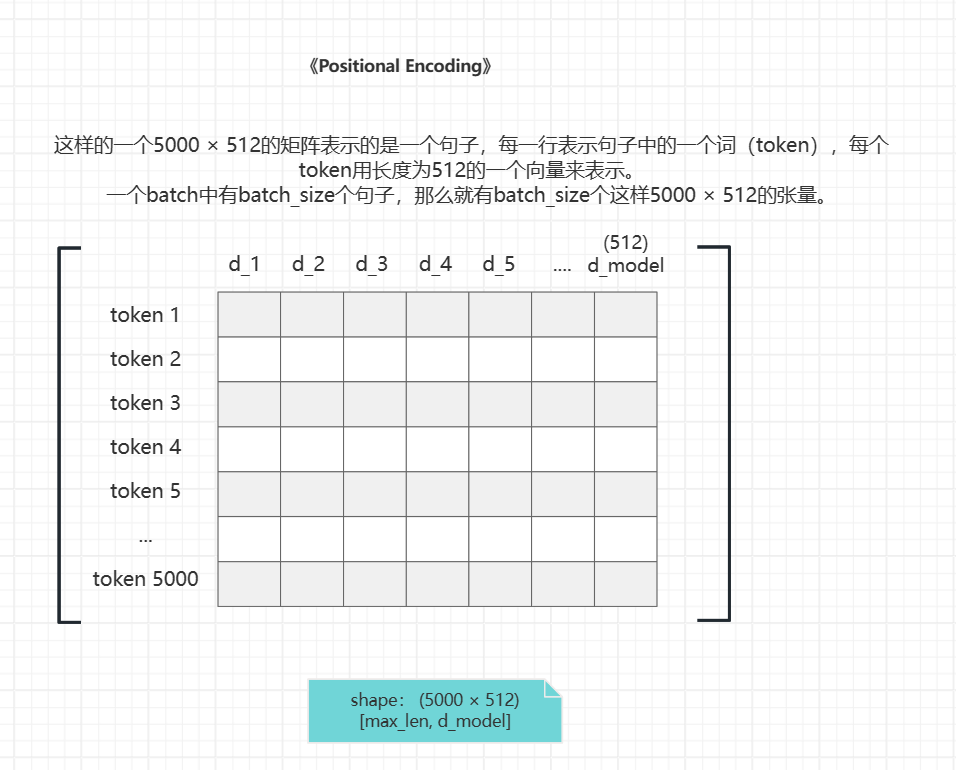 《Positional Encoding》
这样的一个5000 × 512的矩阵表示的是一个句子，每一行表示句子中的一个词（token），每个
token用长度为512的一个向量来表示。
一个batch中有batch_size个句子，那么就有batch_size个这样5000 × 512的张量。
(512)
d_1 d_2 d_3 d_4 d_5 .... d_model
token 1
token 2
token 3
token 4
token 5
...
token 5000
shape： (5000 × 512)
[max_len, d_model]